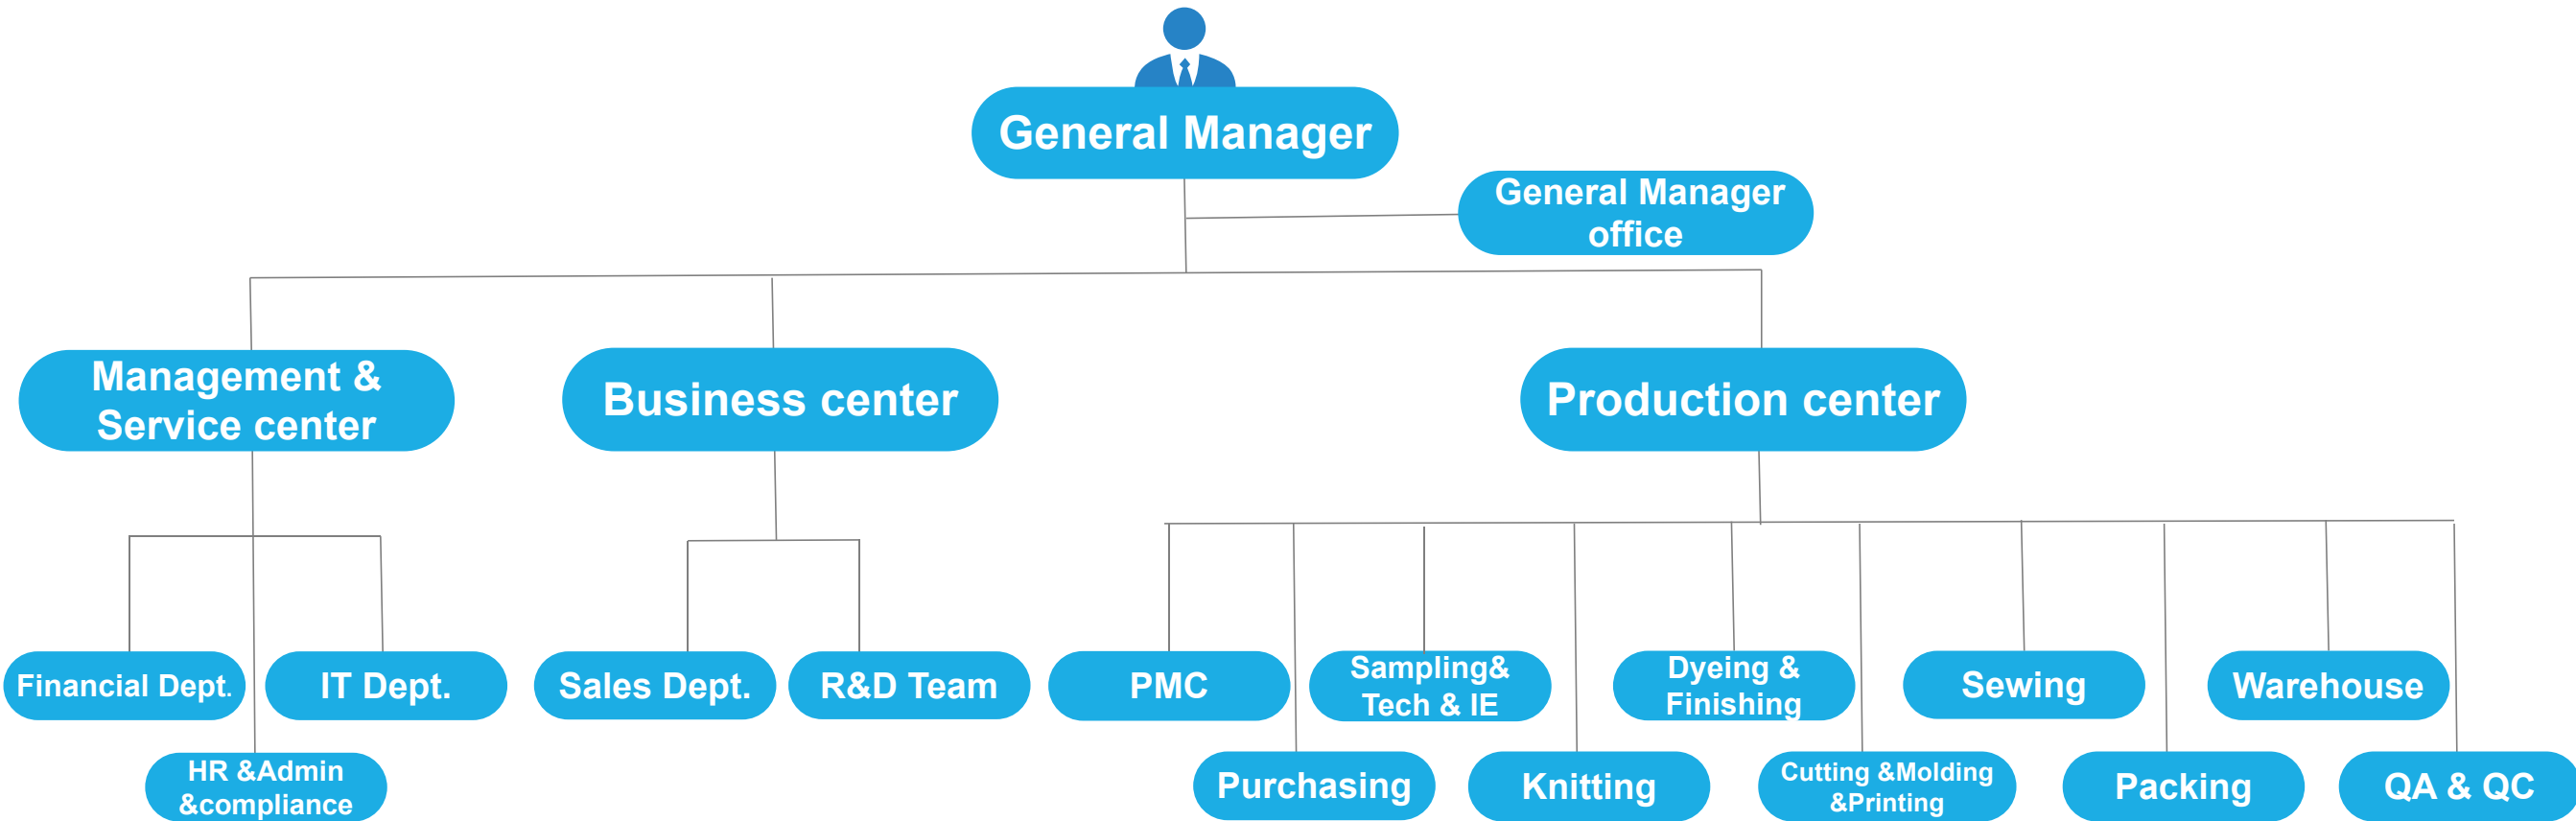 General Manager
General Manager
office
Management &
Service center
Business center
Production center
Financial Dept.
IT Dept.
Sales Dept.
R&D Team
PMC
Sampling&
Tech & IE
Dyeing &
Finishing
Sewing
Warehouse
HR &Admin
&compliance
Purchasing
Knitting
Cutting &Molding
&Printing
Packing
QA & QC